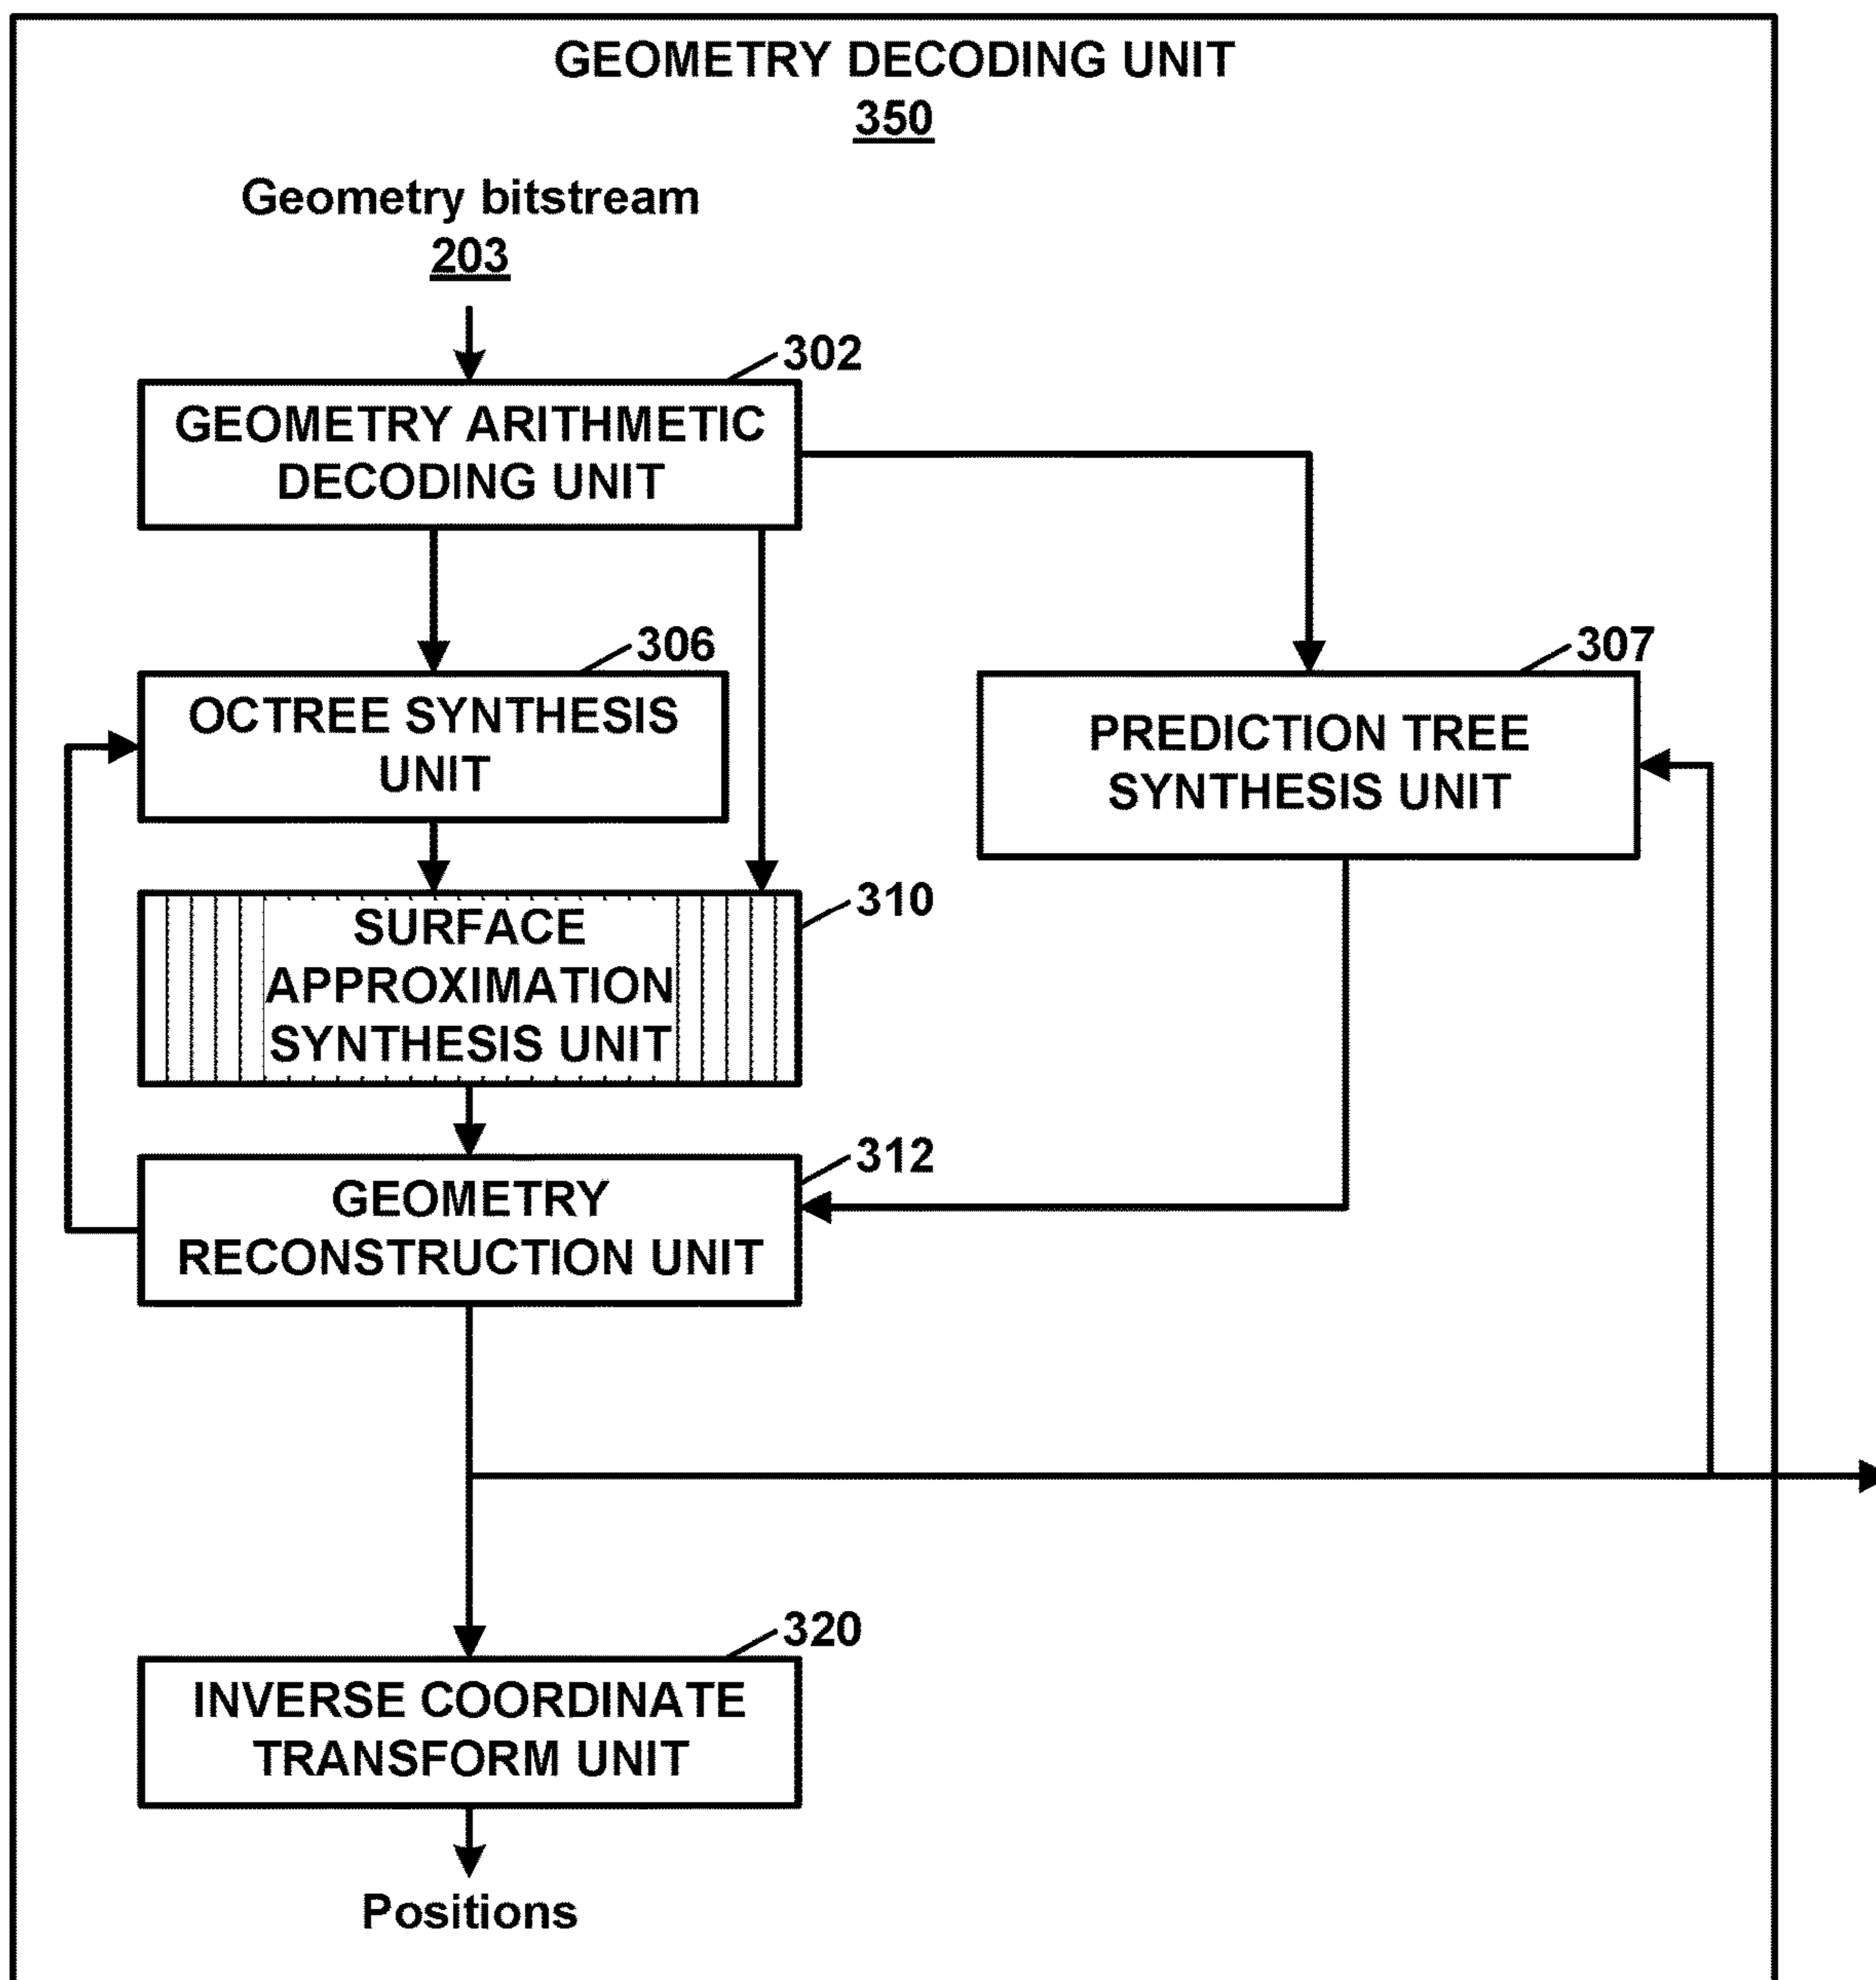 GEOMETRY DECODING UNIT
350
Geometry bitstream
203
302
GEOMETRY ARITHMETIC
DECODING UNIT
306
307
OCTREE SYNTHESIS
UNIT
PREDICTION TREE
SYNTHESIS UNIT
310
SURFACE
APPROXIMATION
SYNTHESIS UNIT
312
GEOMETRY
RECONSTRUCTION UNIT
320
INVERSE COORDINATE
TRANSFORM UNIT
Positions